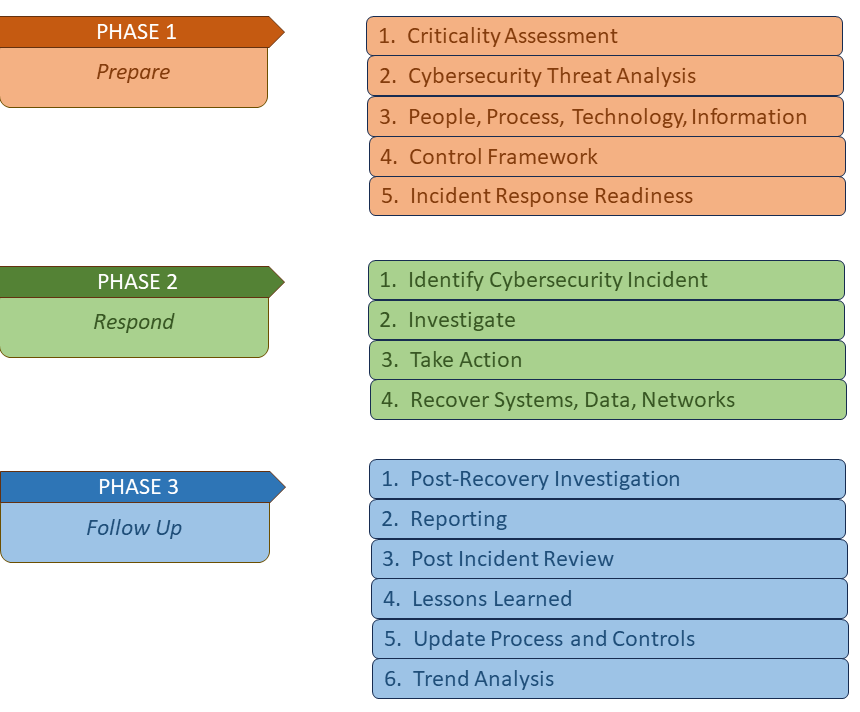 PHASE 1
Prepare
1. Criticality Assessment
2. Cybersecurity Threat Analysis
3. People, Process, Technology, Information
4. Control Framework
5. Incident Response Readiness
PHASE 2
Respond
1. Identify Cybersecurity Incident
2. Investigate
3. Take Action
4. Recover Systems, Data, Networks
PHASE 3
Follow Up
1. Post-Recovery Investigation
2. Reporting
3. Post Incident Review
4. Lessons Learned
5. Update Process and Controls
6. Trend Analysis